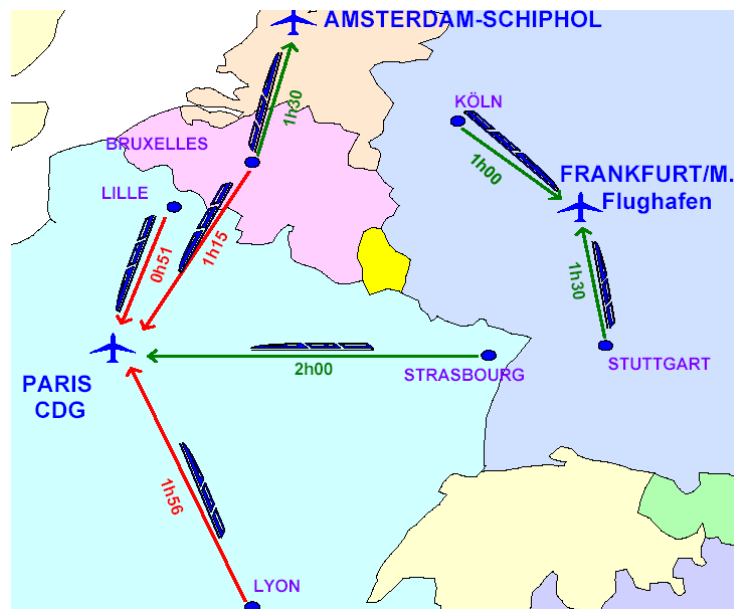 AMSTERDAM-SCHIPHOL
1h30
KÖLN
BRUXELLES
1h00
FRANKFURT/M.
Flughafen
LILLE
1h15
0h51
1h30
2h00
STRASBOURG
STUTTGART
PARIS
CDG
1h56
LYON